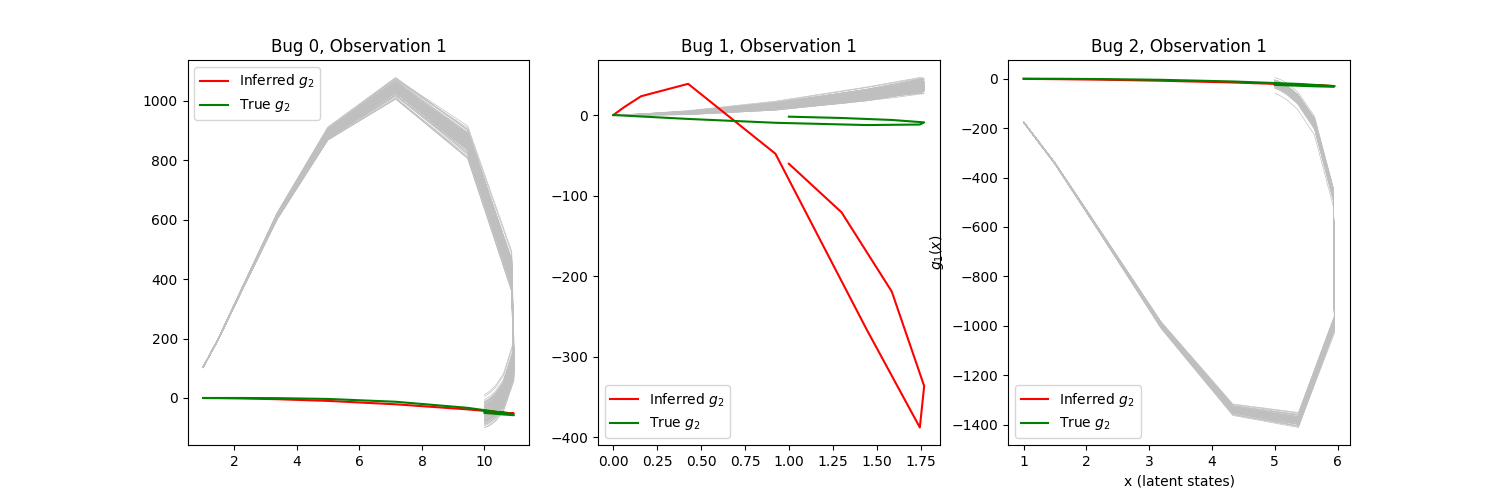 Bug 0, Observation 1
Inferred g₂
True g₂
1000
800
600
400
200
0
2 4 6 8 10
Bug 1, Observation 1
0
−100
−200
−300
−400
Inferred g₂
True g₂
0.00 0.25 0.50 0.75 1.00 1.25 1.50 1.75
Bug 2, Observation 1
g₁(x)
0
−200
−400
−600
−800
−1000
−1200
−1400
Inferred g₂
True g₂
1 2 3 4 5 6
x (latent states)